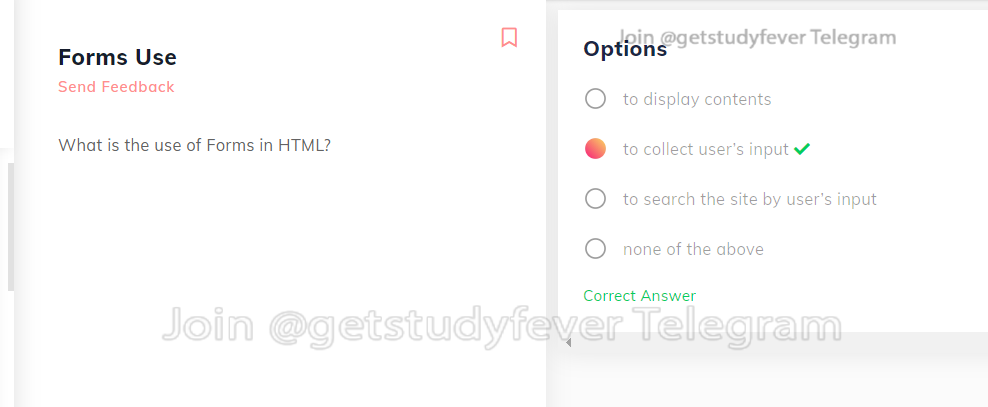 Forms Use
Send Feedback
What is the use of Forms in HTML?
Join @getstudyfever Telegram
Options
to display contents
to collect user’s input
to search the site by user’s input
none of the above
Correct Answer
Join @getstudyfever Telegram